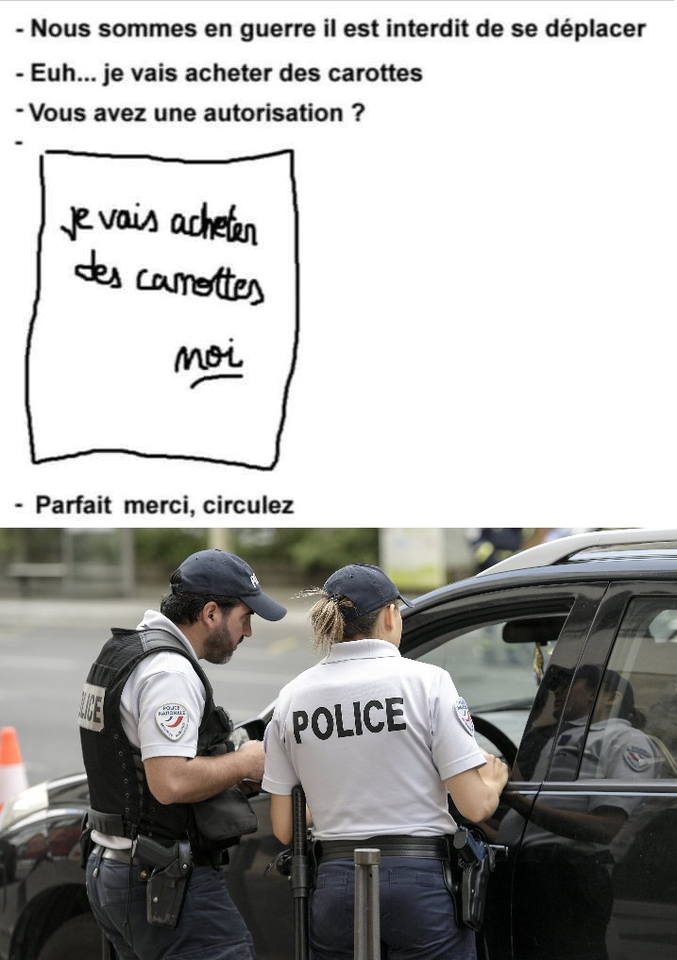 - Nous sommes en guerre il est interdit de se déplacer
- Euh... je vais acheter des carottes
- Vous avez une autorisation ?
-
je vais acheter
des carottes
moi
- Parfait merci, circulez
POLICE
POLICE
NATIONALE